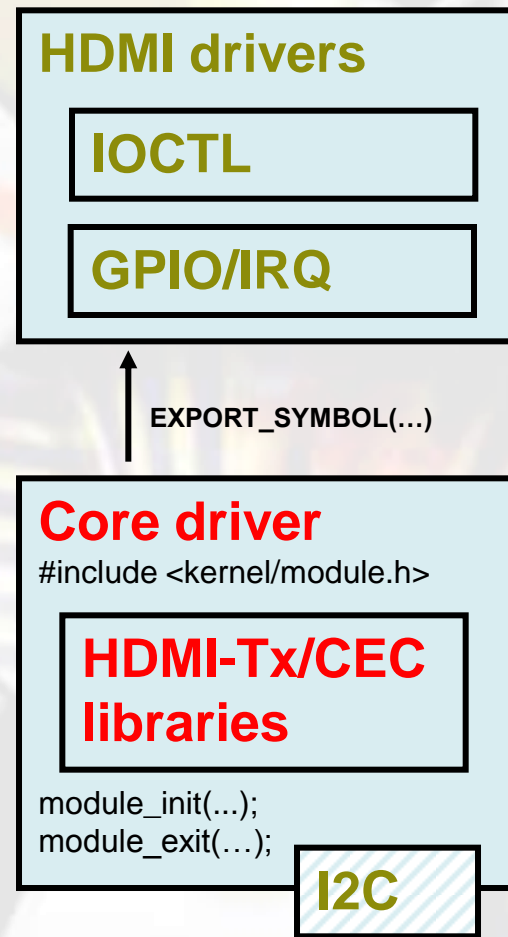 HDMI drivers
IOCTL
GPIO/IRQ
EXPORT_SYMBOL(…)
Core driver
#include <kernel/module.h>
HDMI-Tx/CEC
libraries
module_init(...);
module_exit(…);
I2C